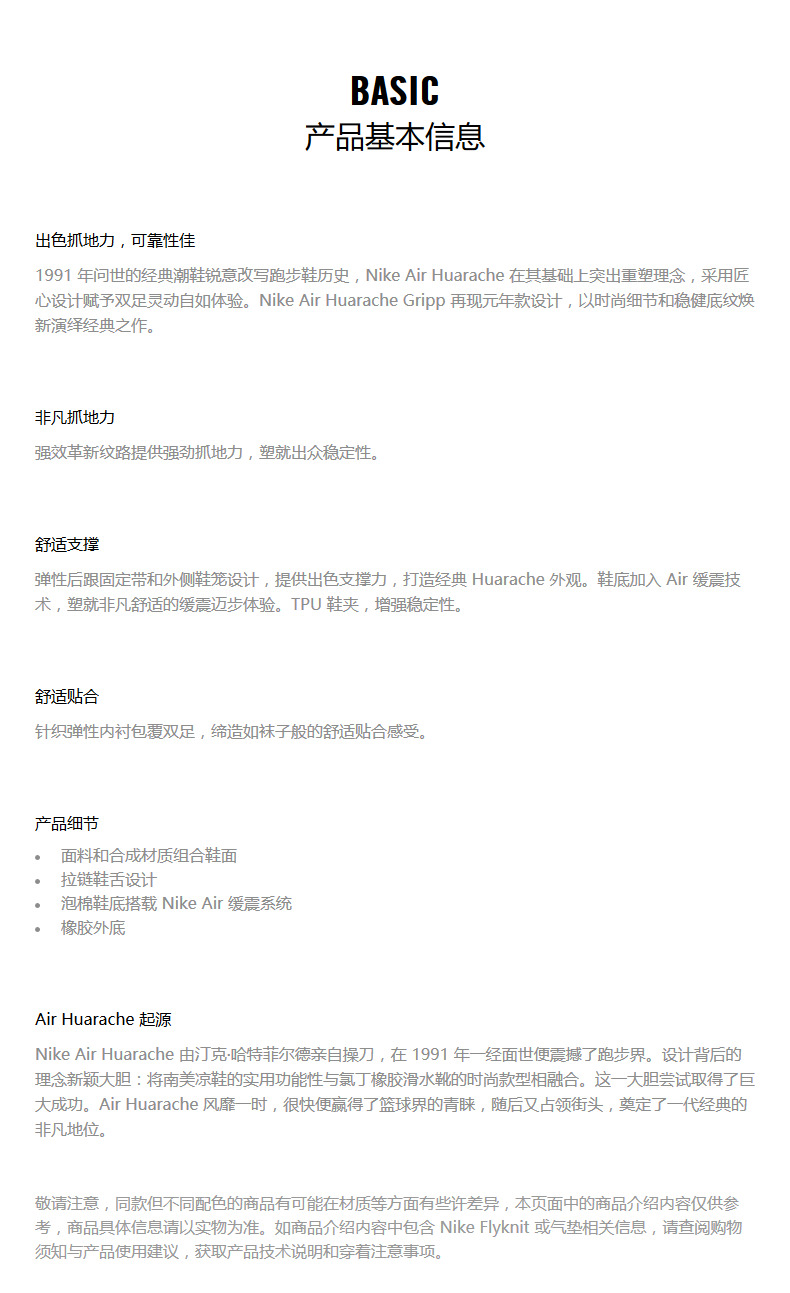 BASIC
产品基本信息
出色抓地力，可靠性佳
1991 年问世的经典潮鞋锐意改写跑步鞋历史，Nike Air Huarache 在其基础上突出重塑理念，采用匠
心设计赋予双足灵动自如体验。Nike Air Huarache Gripp 再现元年款设计，以时尚细节和稳健底纹焕
新演绎经典之作。
非凡抓地力
强效革新纹路提供强劲抓地力，塑就出众稳定性。
舒适支撑
弹性后跟固定带和外侧鞋笼设计，提供出色支撑力，打造经典 Huarache 外观。鞋底加入 Air 缓震技
术，塑就非凡舒适的缓震迈步体验。TPU 鞋夹，增强稳定性。
舒适贴合
针织弹性内衬包覆双足，缔造如袜子般的舒适贴合感受。
产品细节
• 面料和合成材质组合鞋面
• 拉链鞋舌设计
• 泡棉鞋底搭载 Nike Air 缓震系统
• 橡胶外底
Air Huarache 起源
Nike Air Huarache 由汀克·哈特菲尔德亲自操刀，在 1991 年一经面世便震撼了跑步界。设计背后的
理念新颖大胆：将南美凉鞋的实用功能性与氯丁橡胶滑水靴的时尚款型相融合。这一大胆尝试取得了巨
大成功。Air Huarache 风靡一时，很快便赢得了篮球界的青睐，随后又占领街头，奠定了一代经典的
非凡地位。
敬请注意，同款但不同配色的商品有可能在材质等方面有些许差异，本页面中的商品介绍内容仅供参
考，商品具体信息请以实物为准。如商品介绍内容中包含 Nike Flyknit 或气垫相关信息，请查阅购物
须知与产品使用建议，获取产品技术说明和穿着注意事项。